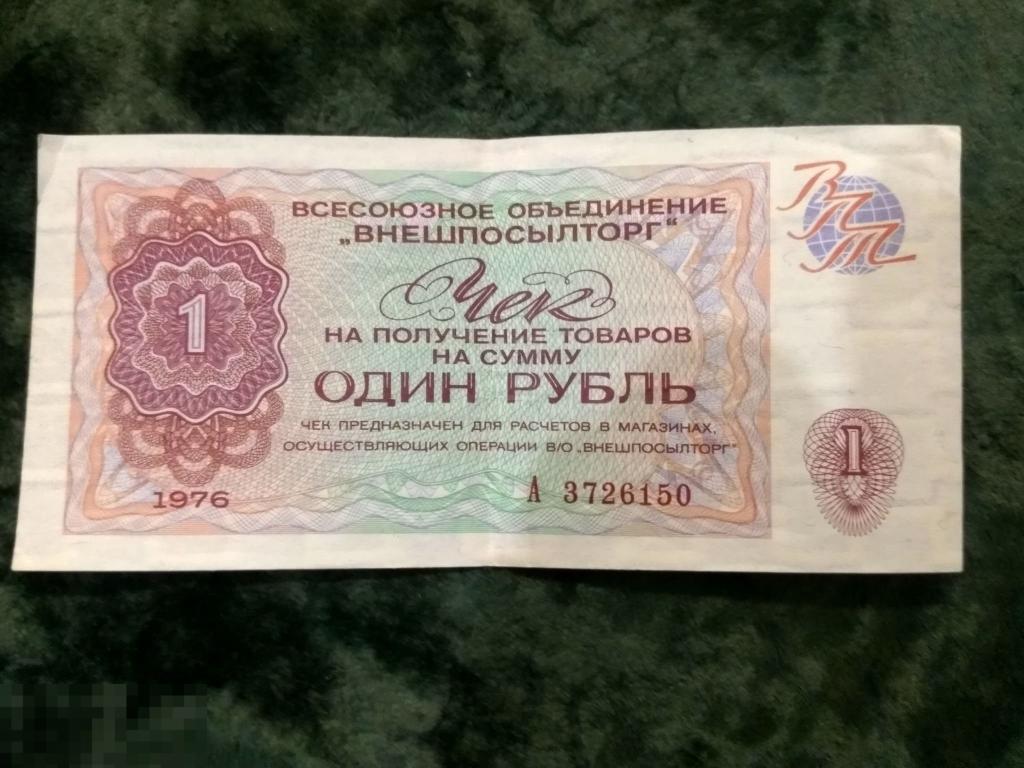 ВСЕСОЮЗНОЕ ОБЪЕДИНЕНИЕ
„ВНЕШПОСЫЛТОРГ"
ВПТ
1
Чек
НА ПОЛУЧЕНИЕ ТОВАРОВ
НА СУММУ
ОДИН РУБЛЬ
ЧЕК ПРЕДНАЗНАЧЕН ДЛЯ РАСЧЕТОВ В МАГАЗИНАХ,
ОСУЩЕСТВЛЯЮЩИХ ОПЕРАЦИИ В/О „ВНЕШПОСЫЛТОРГ"
1
1976
А 3726150